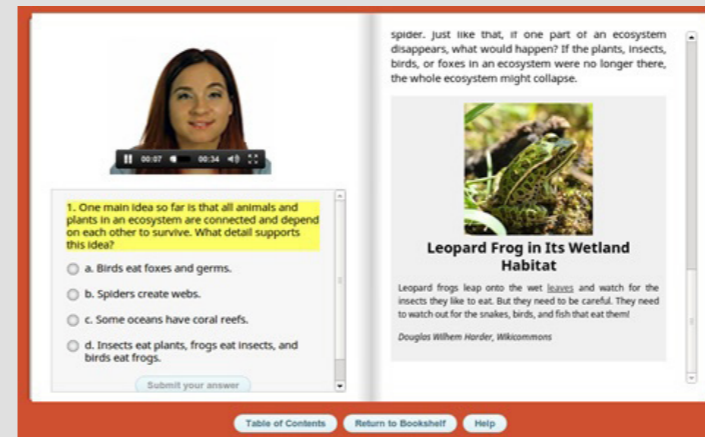 00:07 00:34
1. One main idea so far is that all animals and
plants in an ecosystem are connected and depend
on each other to survive. What detail supports
this idea?
a. Birds eat foxes and germs.
b. Spiders create webs.
c. Some oceans have coral reefs.
d. Insects eat plants, frogs eat insects, and
birds eat frogs.
Submit your answer
spider. Just like that, if one part of an ecosystem
disappears, what would happen? If the plants, insects,
birds, or foxes in an ecosystem were no longer there,
the whole ecosystem might collapse.
Leopard Frog in Its Wetland
Habitat
Leopard frogs leap onto the wet leaves and watch for the
insects they like to eat. But they need to be careful. They need
to watch out for the snakes, birds, and fish that eat them!
Douglas Wilhem Harder, Wikicommons
Table of Contents Return to Bookshelf Help